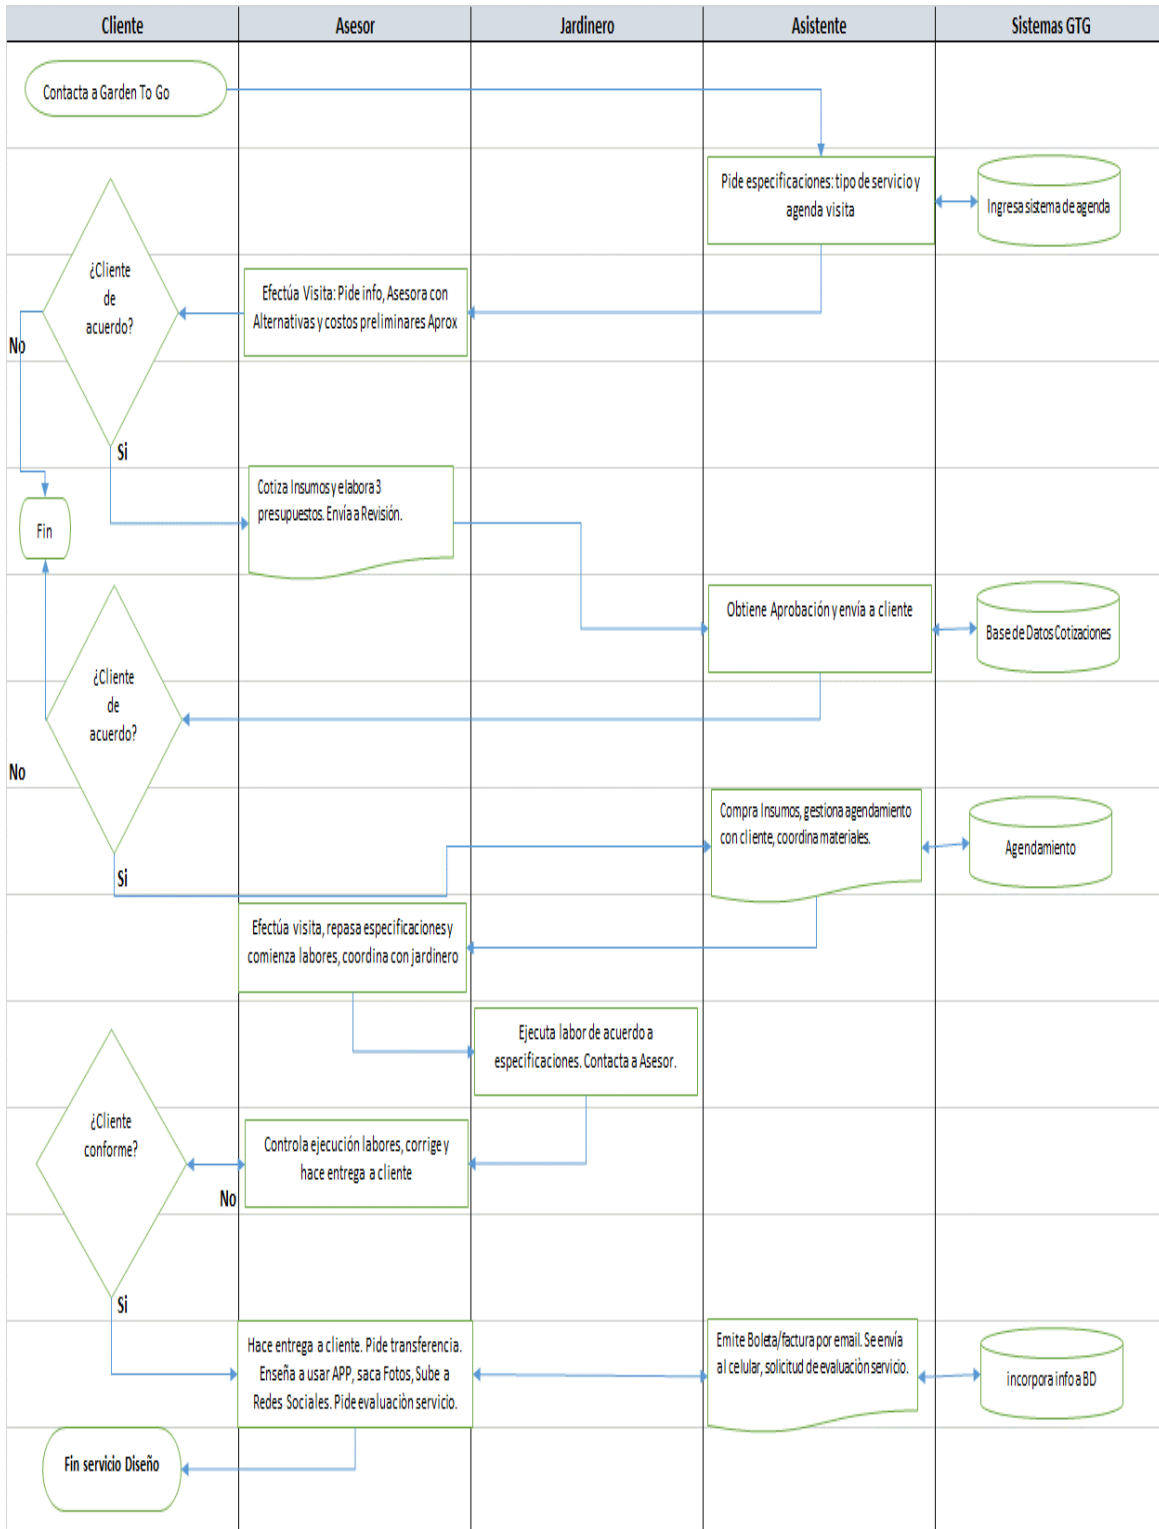 Cliente
Asesor
Jardinero
Asistente
Sistemas GTG
Contacta a Garden To Go
Pide especificaciones: tipo de servicio y
agenda visita
Ingresa sistema de agenda
¿Cliente
de
acuerdo?
Efectúa Visita: Pide info, Asesora con
Alternativas y costos preliminares Aprox
No
Si
Cotiza Insumos y elabora 3
presupuestos. Envía a Revisión.
Fin
Obtiene Aprobación y envía a cliente
Base de Datos Cotizaciones
¿Cliente
de
acuerdo?
No
Compra Insumos, gestiona agendamiento
con cliente, coordina materiales.
Agendamiento
Si
Efectúa visita, repasa especificaciones y
comienza labores, coordina con jardinero
Ejecuta labor de acuerdo a
especificaciones. Contacta a Asesor.
¿Cliente
conforme?
Controla ejecución labores, corrige y
hace entrega a cliente
No
Si
Hace entrega a cliente. Pide transferencia.
Enseña a usar APP, saca Fotos, Sube a
Redes Sociales. Pide evaluaciòn servicio.
Emite Boleta/factura por email. Se envía
al celular, solicitud de evaluaciòn servicio.
incorpora info a BD
Fin servicio Diseño